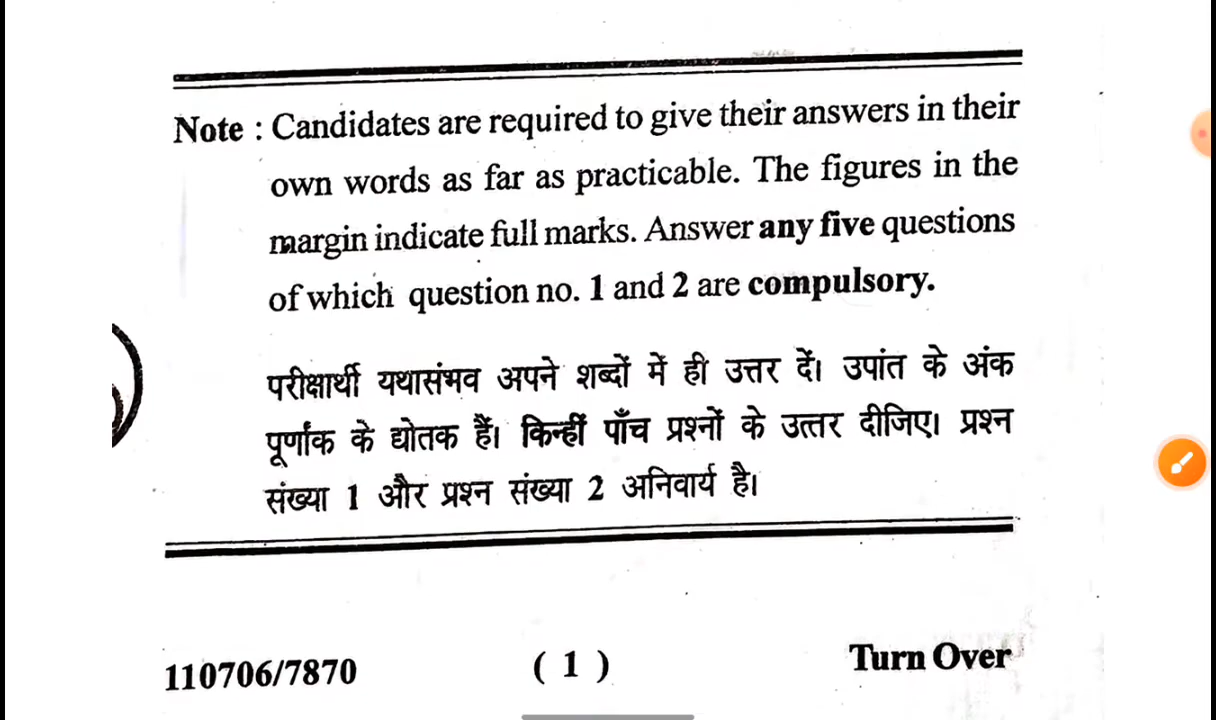 Note : Candidates are required to give their answers in their
own words as far as practicable. The figures in the
margin indicate full marks. Answer any five questions
of which question no. 1 and 2 are compulsory.
परीक्षार्थी यथासंभव अपने शब्दों में ही उत्तर दें। उपांत के अंक
पूर्णांक के द्योतक हैं। किन्हीं पाँच प्रश्नों के उत्तर दीजिए। प्रश्न
संख्या 1 और प्रश्न संख्या 2 अनिवार्य है।
110706/7870 ( 1 ) Turn Over